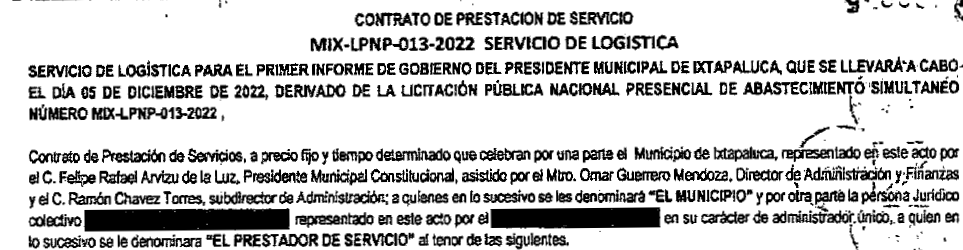 CONTRATO DE PRESTACION DE SERVICIO
MIX-LPNP-013-2022 SERVICIO DE LOGISTICA
SERVICIO DE LOGÍSTICA PARA EL PRIMER INFORME DE GOBIERNO DEL PRESIDENTE MUNICIPAL DE IXTAPALUCA, QUE SE LLEVARÁ A CABO
EL DÍA 05 DE DICIEMBRE DE 2022, DERIVADO DE LA LICITACIÓN PÚBLICA NACIONAL PRESENCIAL DE ABASTECIMIENTO SIMULTANÉO
NÚMERO MIX-LPNP-013-2022 ,
Contrato de Prestación de Servicios, a precio fijo y tiempo determinado que celebran por una parte el Municipio de Ixtapaluca, representado en este acto por
el C. Felipe Rafael Arvizu de la Luz, Presidente Municipal Constitucional, asistido por el Mtro. Omar Guerrero Mendoza, Director de Administración y Finanzas
y el C. Ramón Chavez Torres, subdirector de Administración; a quienes en lo sucesivo se les denominará "EL MUNICIPIO" y por otra parte la persona Jurídico
colectivo representado en este acto por el en su carácter de administrador único, a quien en
lo sucesivo se le denominara "EL PRESTADOR DE SERVICIO" al tenor de las siguientes.